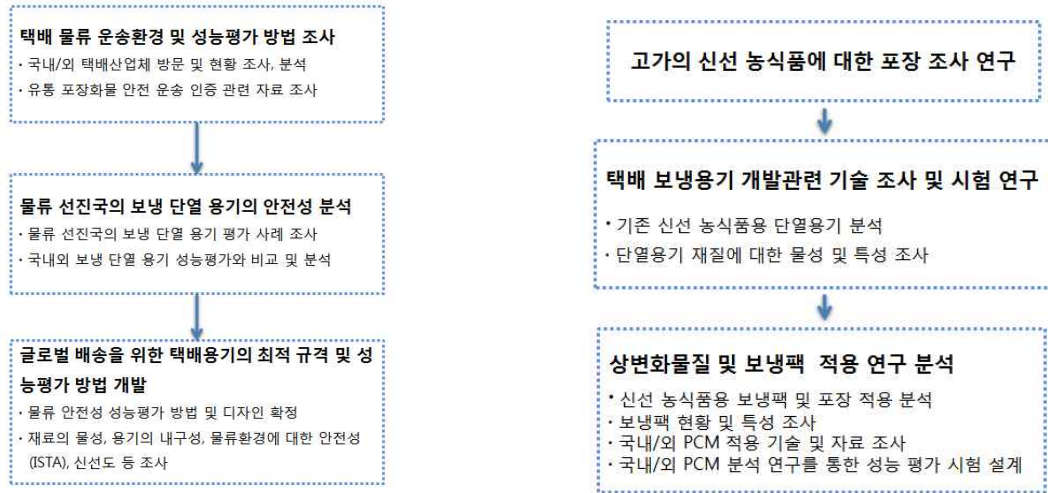 택배 물류 운송환경 및 성능평가 방법 조사
· 국내/외 택배산업체 방문 및 현황 조사, 분석
· 유통 포장화물 안전 운송 인증 관련 자료 조사
물류 선진국의 보냉 단열 용기의 안전성 분석
· 물류 선진국의 보냉 단열 용기 평가 사례 조사
· 국내외 보냉 단열 용기 성능평가와 비교 및 분석
글로벌 배송을 위한 택배용기의 최적 규격 및 성
능평가 방법 개발
· 물류 안전성 성능평가 방법 및 디자인 확정
· 재료의 물성, 용기의 내구성, 물류환경에 대한 안전성
(ISTA), 신선도 등 조사
고가의 신선 농식품에 대한 포장 조사 연구
택배 보냉용기 개발관련 기술 조사 및 시험 연구
• 기존 신선 농식품용 단열용기 분석
· 단열용기 재질에 대한 물성 및 특성 조사
상변화물질 및 보냉팩 적용 연구 분석
• 신선 농식품용 보냉팩 및 포장 적용 분석
• 보냉팩 현황 및 특성 조사
• 국내/외 PCM 적용 기술 및 자료 조사
• 국내/외 PCM 분석 연구를 통한 성능 평가 시험 설계